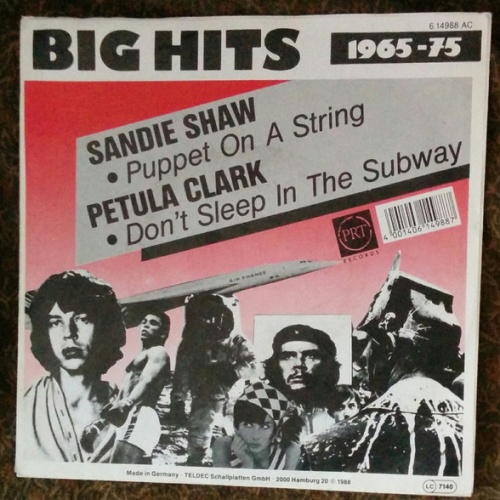 6.14988 AC
BIG HITS 1965-75
SANDIE SHAW
• Puppet On A String
PETULA CLARK
• Don't Sleep In The Subway
PRT
RECORDS
4 001406 149887
AIR FRANCE
Made in Germany · TELDEC Schallplatten GmbH · 2000 Hamburg 20 ℗ 1988
LC 7140